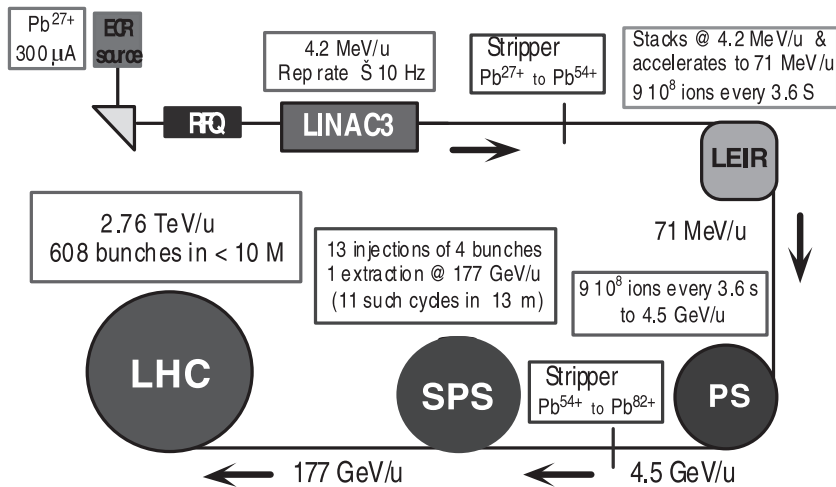 Pb27+
300 µA
ECR
source
4.2 MeV/u
Rep rate Š 10 Hz
Stripper
Pb27+ to Pb54+
Stacks @ 4.2 MeV/u &
accelerates to 71 MeV/u
9 10^8 ions every 3.6 S
RFQ
LINAC3
LEIR
71 MeV/u
2.76 TeV/u
608 bunches in < 10 M
13 injections of 4 bunches
1 extraction @ 177 GeV/u
(11 such cycles in 13 m)
9 10^8 ions every 3.6 s
to 4.5 GeV/u
LHC
SPS
Stripper
Pb54+ to Pb82+
PS
177 GeV/u
4.5 GeV/u